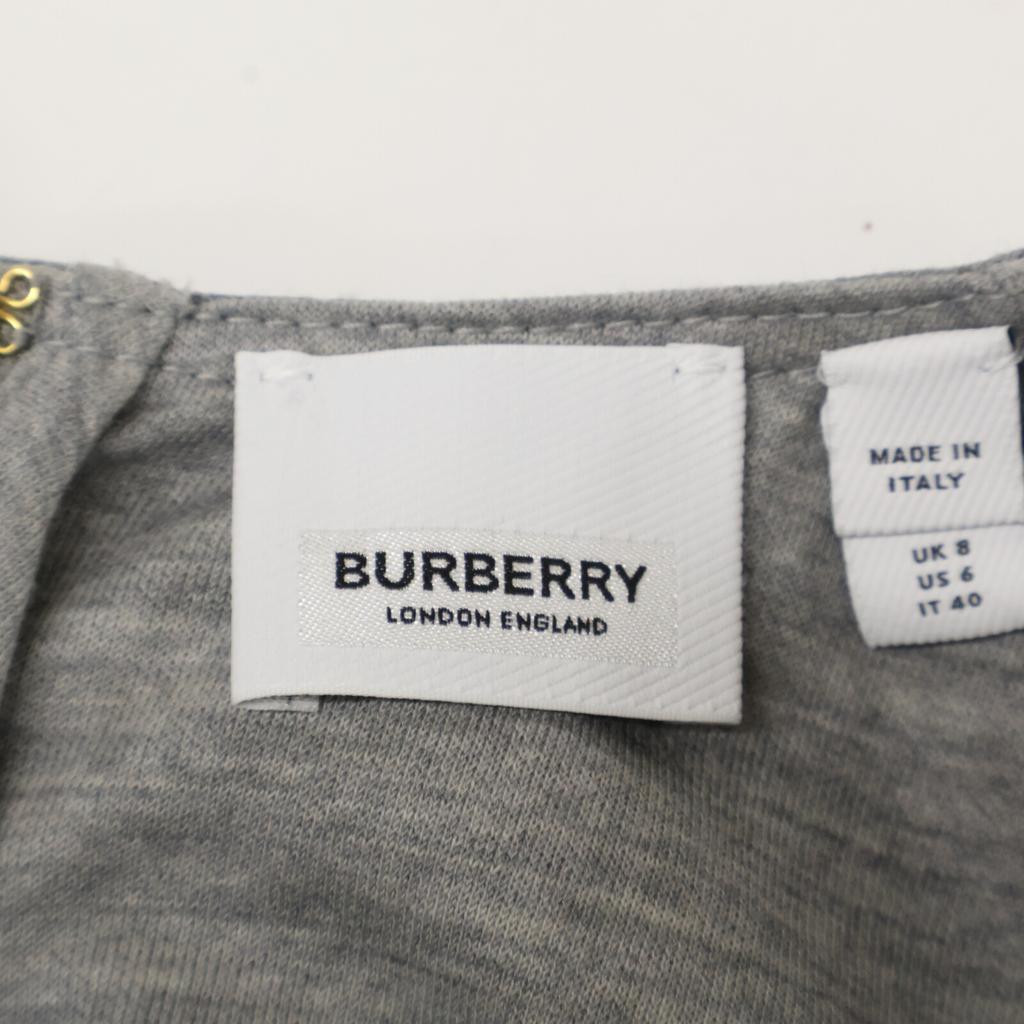 BURBERRY
LONDON ENGLAND
MADE IN
ITALY
UK 8
US 6
IT 40